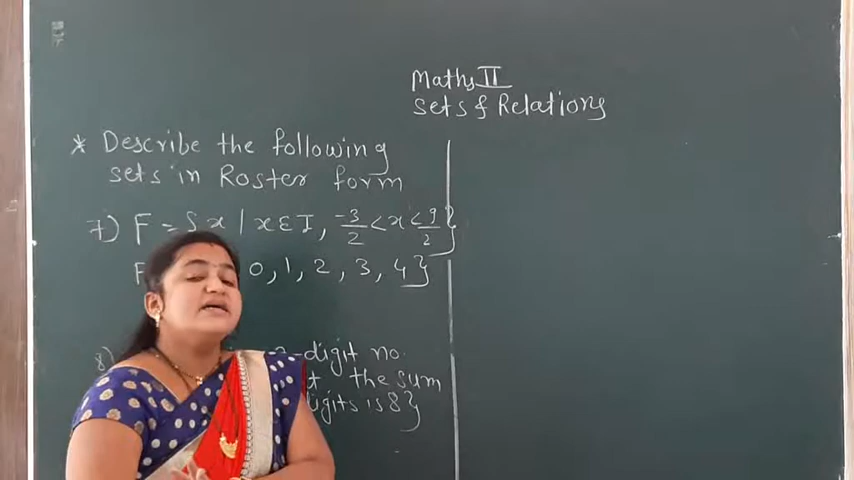 Maths II
Sets & Relations
* Describe the following
sets in Roster form
7) F = {x | x ∈ I, -3/2 < x < 9/2}
F 0, 1, 2, 3, 4}
8) -digit no.
the sum
digits is 8}